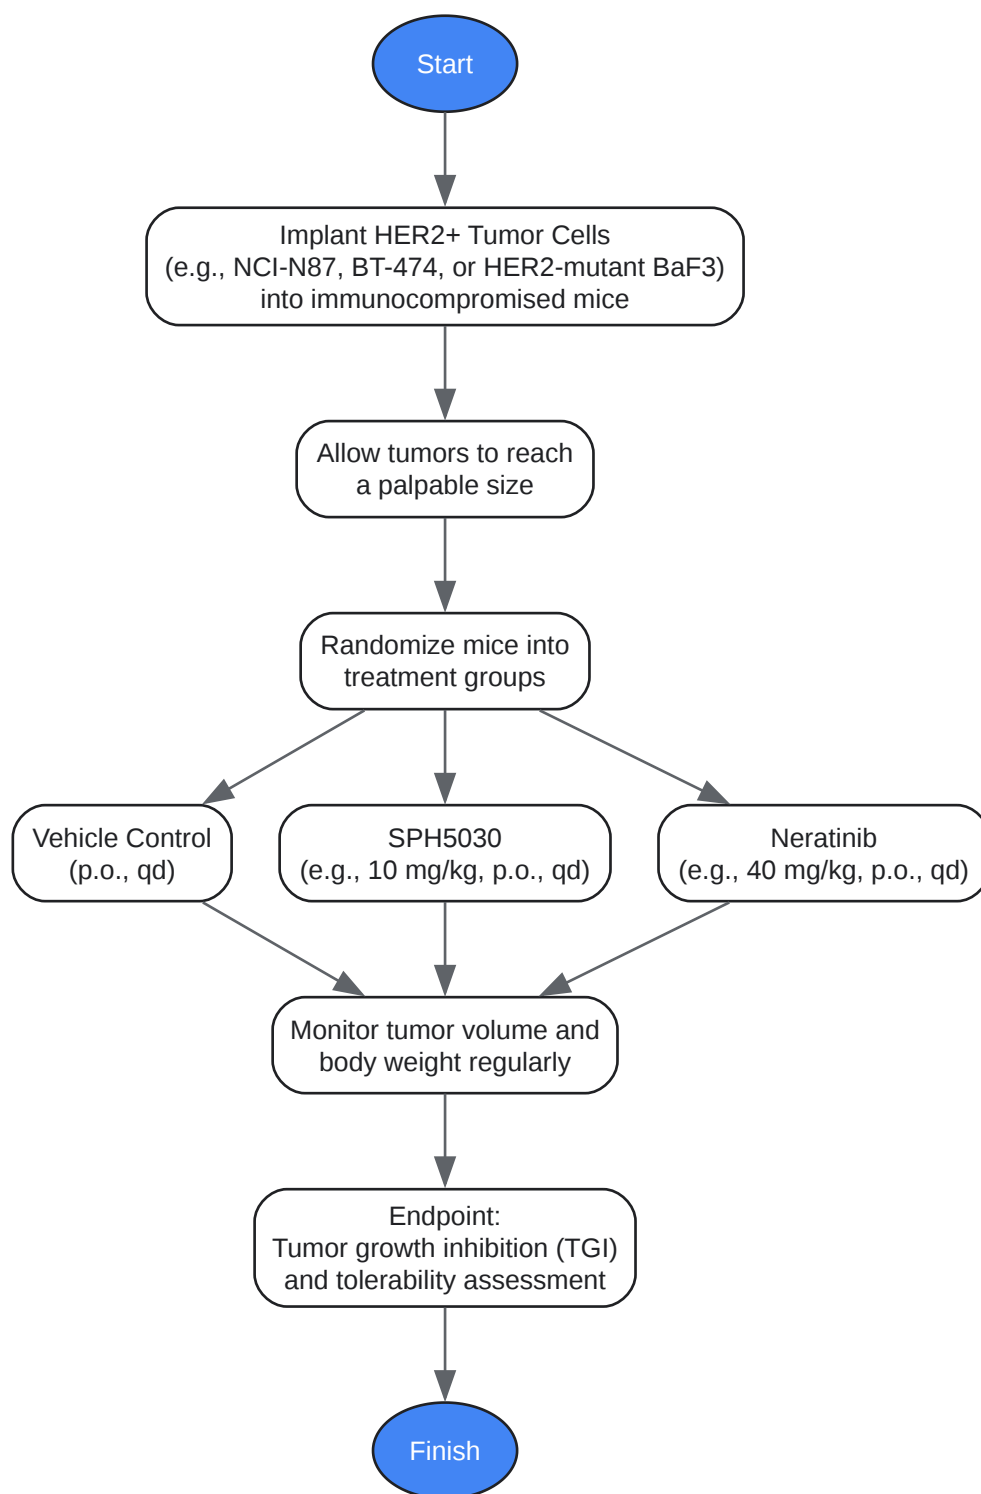 Start
Implant HER2+ Tumor Cells
(e.g., NCI-N87, BT-474, or HER2-mutant BaF3)
into immunocompromised mice
Allow tumors to reach
a palpable size
Randomize mice into
treatment groups
Vehicle Control
(p.o., qd)
SPH5030
(e.g., 10 mg/kg, p.o., qd)
Neratinib
(e.g., 40 mg/kg, p.o., qd)
Monitor tumor volume and
body weight regularly
Endpoint:
Tumor growth inhibition (TGI)
and tolerability assessment
Finish